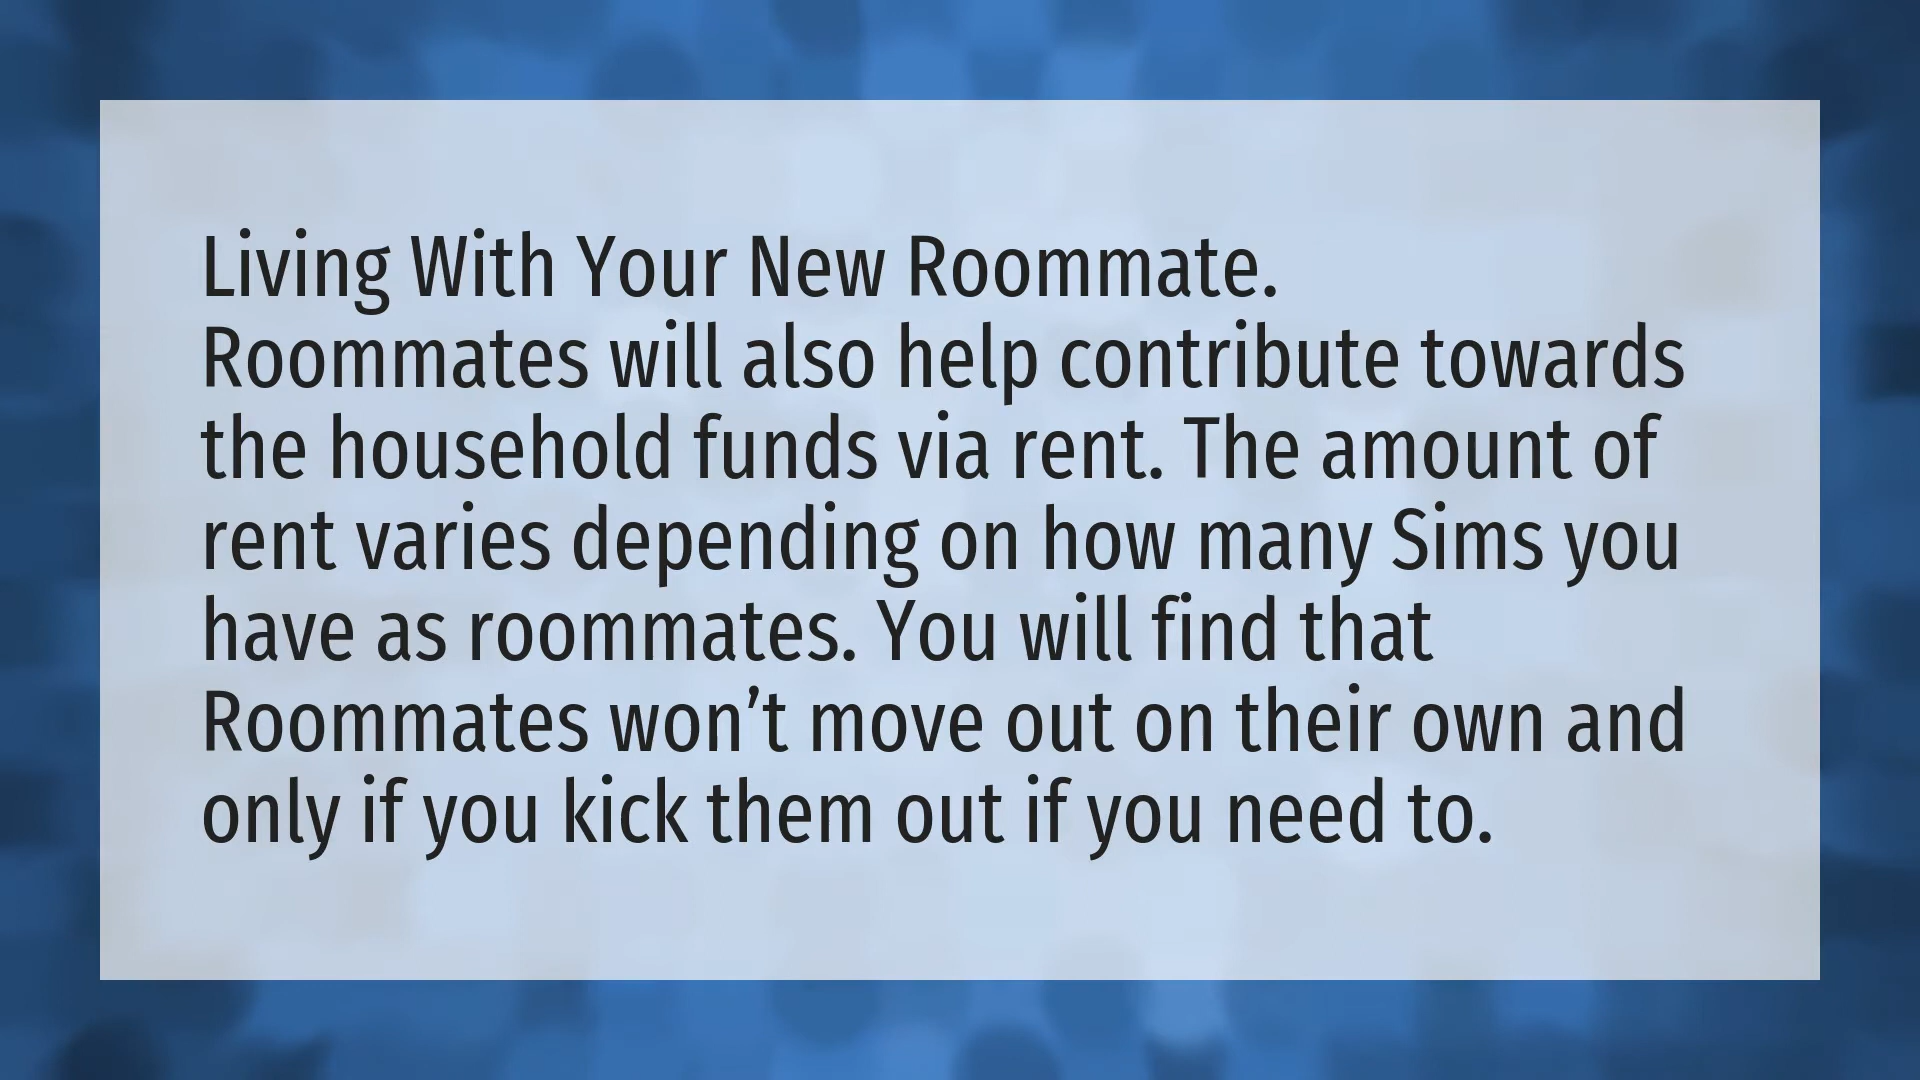 Living With Your New Roommate.
Roommates will also help contribute towards
the household funds via rent. The amount of
rent varies depending on how many Sims you
have as roommates. You will find that
Roommates won’t move out on their own and
only if you kick them out if you need to.